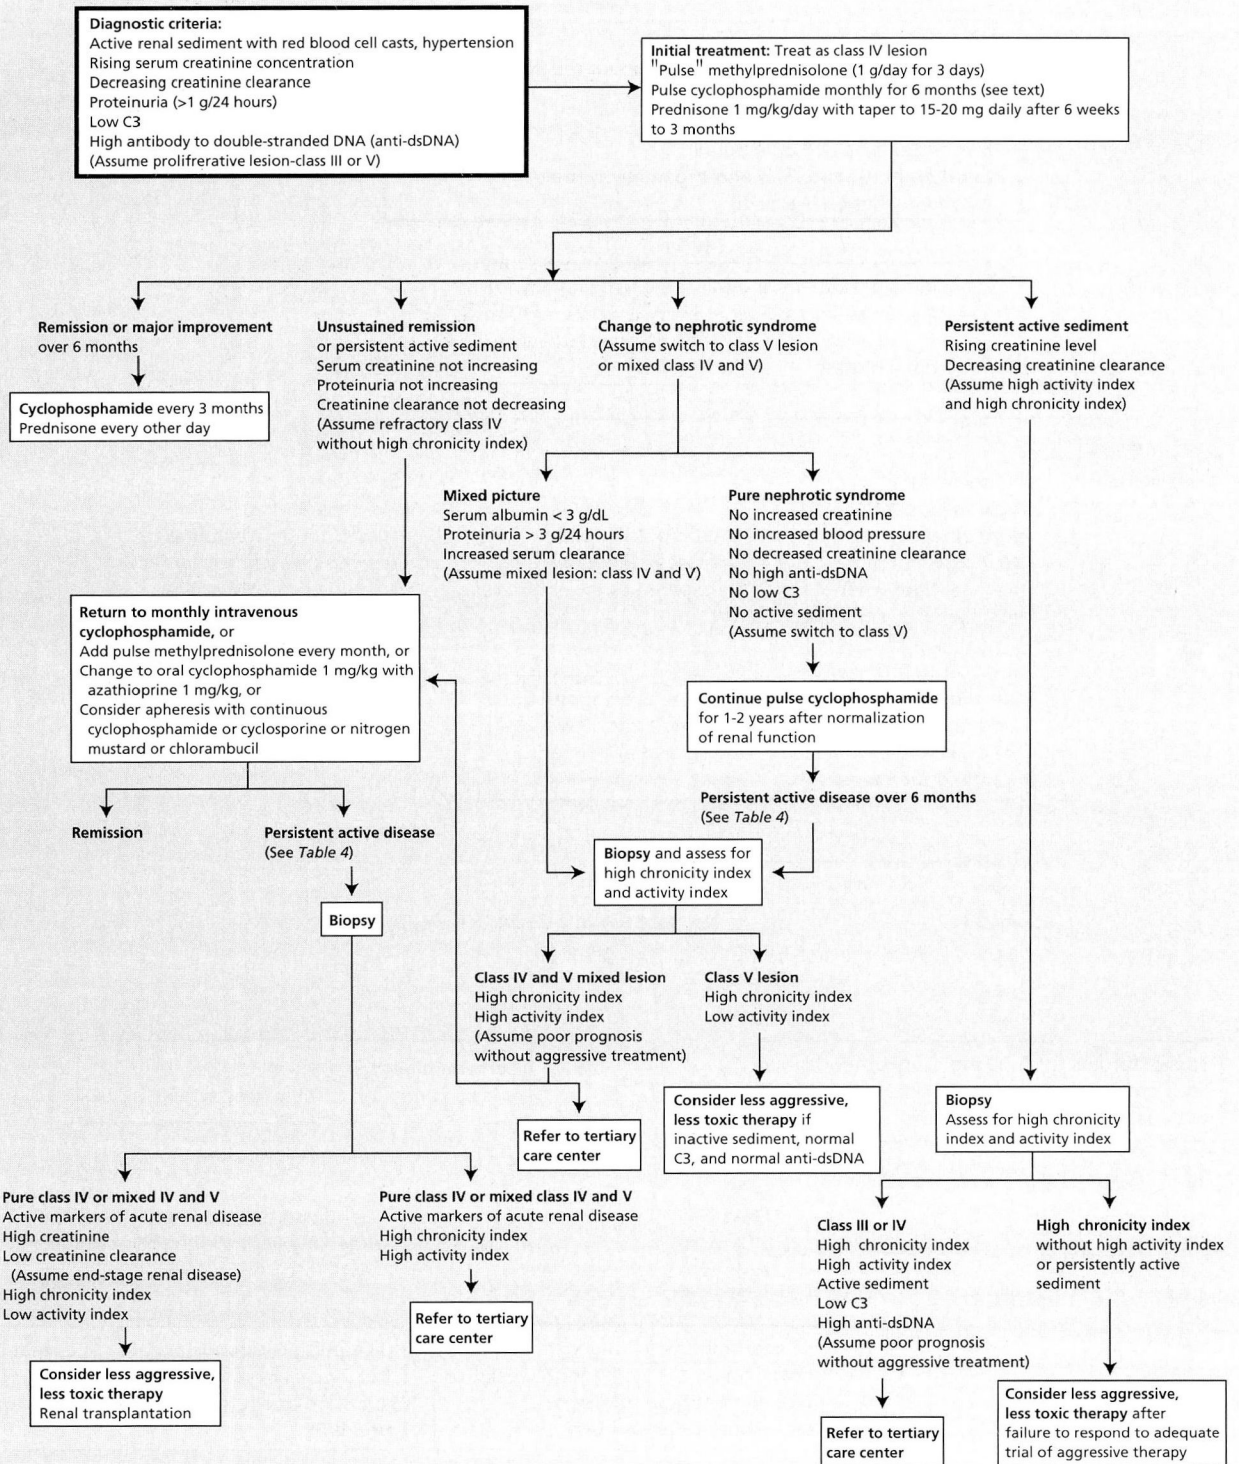 Diagnostic criteria:
Active renal sediment with red blood cell casts, hypertension
Rising serum creatinine concentration
Decreasing creatinine clearance
Proteinuria (>1 g/24 hours)
Low C3
High antibody to double-stranded DNA (anti-dsDNA)
(Assume prolifrerative lesion-class III or V)
Initial treatment: Treat as class IV lesion
"Pulse" methylprednisolone (1 g/day for 3 days)
Pulse cyclophosphamide monthly for 6 months (see text)
Prednisone 1 mg/kg/day with taper to 15-20 mg daily after 6 weeks
to 3 months
Remission or major improvement
over 6 months
Cyclophosphamide every 3 months
Prednisone every other day
Unsustained remission
or persistent active sediment
Serum creatinine not increasing
Proteinuria not increasing
Creatinine clearance not decreasing
(Assume refractory class IV
without high chronicity index)
Change to nephrotic syndrome
(Assume switch to class V lesion
or mixed class IV and V)
Persistent active sediment
Rising creatinine level
Decreasing creatinine clearance
(Assume high activity index
and high chronicity index)
Mixed picture
Serum albumin < 3 g/dL
Proteinuria > 3 g/24 hours
Increased serum clearance
(Assume mixed lesion: class IV and V)
Pure nephrotic syndrome
No increased creatinine
No increased blood pressure
No decreased creatinine clearance
No high anti-dsDNA
No low C3
No active sediment
(Assume switch to class V)
Return to monthly intravenous
cyclophosphamide, or
Add pulse methylprednisolone every month, or
Change to oral cyclophosphamide 1 mg/kg with
azathioprine 1 mg/kg, or
Consider apheresis with continuous
cyclophosphamide or cyclosporine or nitrogen
mustard or chlorambucil
Continue pulse cyclophosphamide
for 1-2 years after normalization
of renal function
Persistent active disease over 6 months
(See Table 4)
Remission
Persistent active disease
(See Table 4)
Biopsy
Biopsy and assess for
high chronicity index
and activity index
Class IV and V mixed lesion
High chronicity index
High activity index
(Assume poor prognosis
without aggressive treatment)
Class V lesion
High chronicity index
Low activity index
Refer to tertiary
care center
Consider less aggressive,
less toxic therapy if
inactive sediment, normal
C3, and normal anti-dsDNA
Biopsy
Assess for high chronicity
index and activity index
Pure class IV or mixed IV and V
Active markers of acute renal disease
High creatinine
Low creatinine clearance
(Assume end-stage renal disease)
High chronicity index
Low activity index
Pure class IV or mixed class IV and V
Active markers of acute renal disease
High chronicity index
High activity index
Refer to tertiary
care center
Consider less aggressive,
less toxic therapy
Renal transplantation
Class III or IV
High chronicity index
High activity index
Active sediment
Low C3
High anti-dsDNA
(Assume poor prognosis
without aggressive treatment)
High chronicity index
without high activity index
or persistently active
sediment
Refer to tertiary
care center
Consider less aggressive,
less toxic therapy after
failure to respond to adequate
trial of aggressive therapy